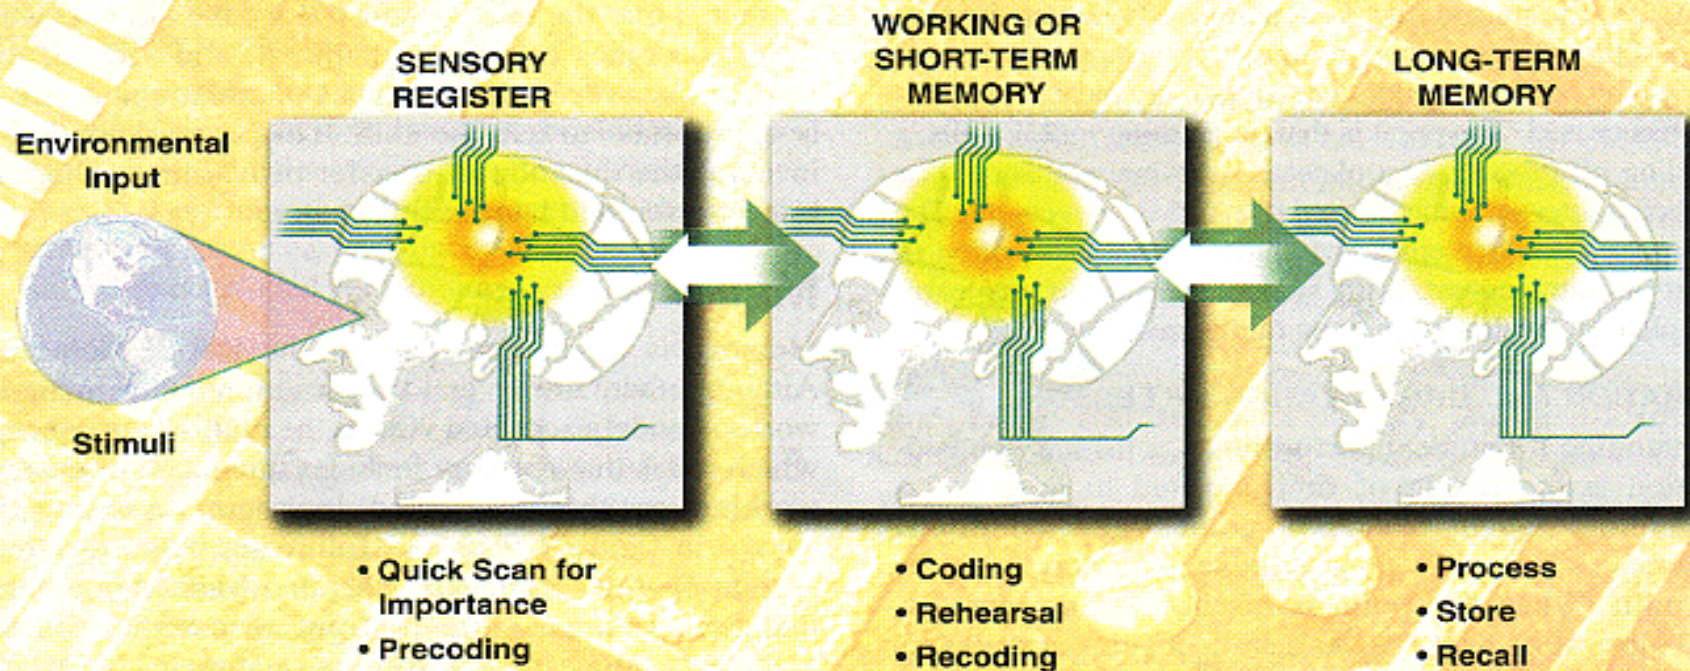 Environmental
Input
Stimuli
SENSORY
REGISTER
• Quick Scan for
Importance
• Precoding
WORKING OR
SHORT-TERM
MEMORY
• Coding
• Rehearsal
• Recoding
LONG-TERM
MEMORY
• Process
• Store
• Recall